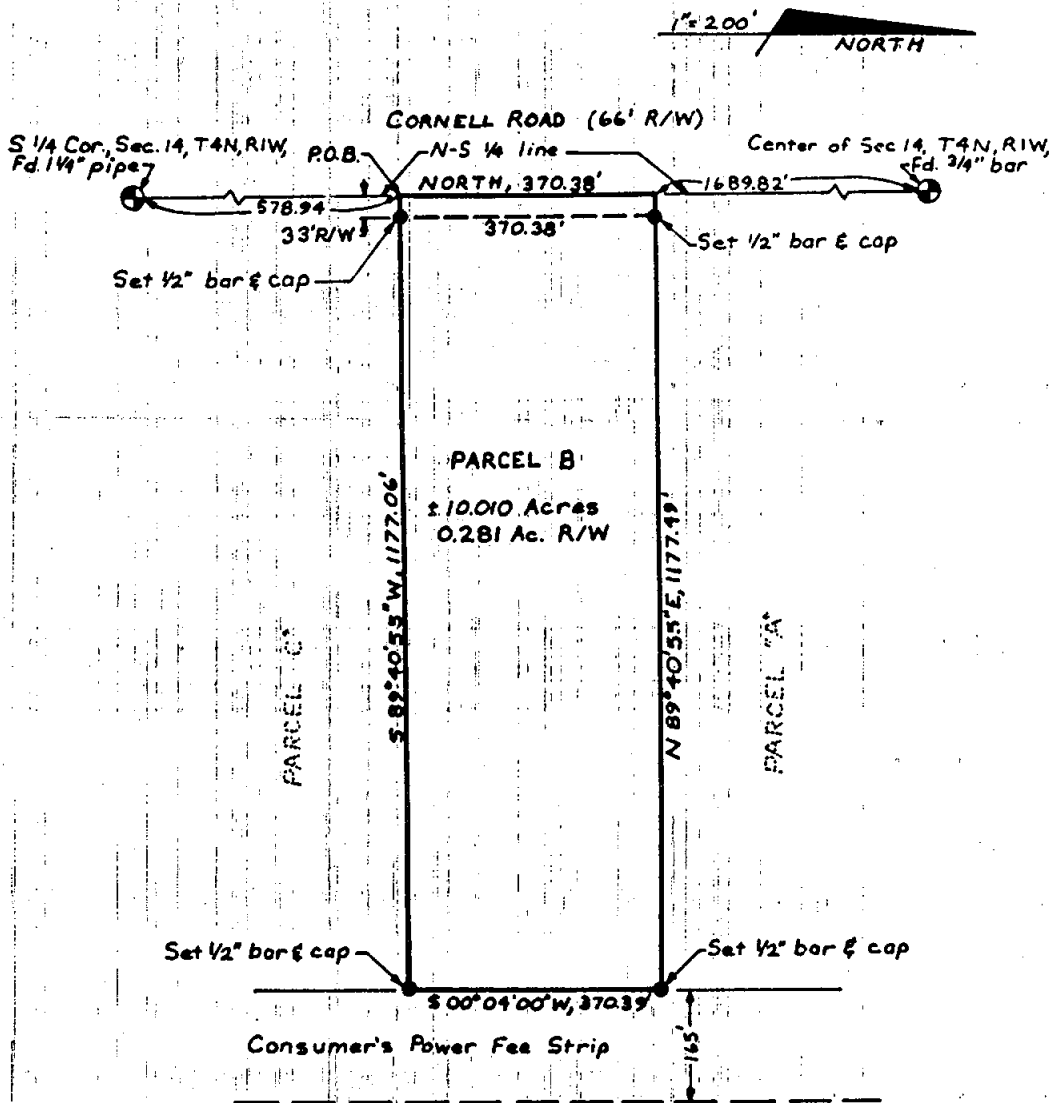 1"= 200'
NORTH
CORNELL ROAD (66' R/W)
S 1/4 Cor., Sec. 14, T4N, R1W,
Fd. 1 1/4" pipe
P.O.B.
N-S 1/4 line
Center of Sec 14, T4N, R1W,
Fd. 3/4" bar
NORTH, 370.38'
1689.82'
578.94
33' R/W
370.38'
Set 1/2" bar & cap
Set 1/2" bar & cap
PARCEL B
± 10.010 Acres
0.281 Ac. R/W
S 89°40'55" W, 1177.06'
N 89°40'55" E, 1177.49'
PARCEL "C"
PARCEL "A"
Set 1/2" bar & cap
Set 1/2" bar & cap
S 00°04'00" W, 370.39'
165'
Consumer's Power Fee Strip